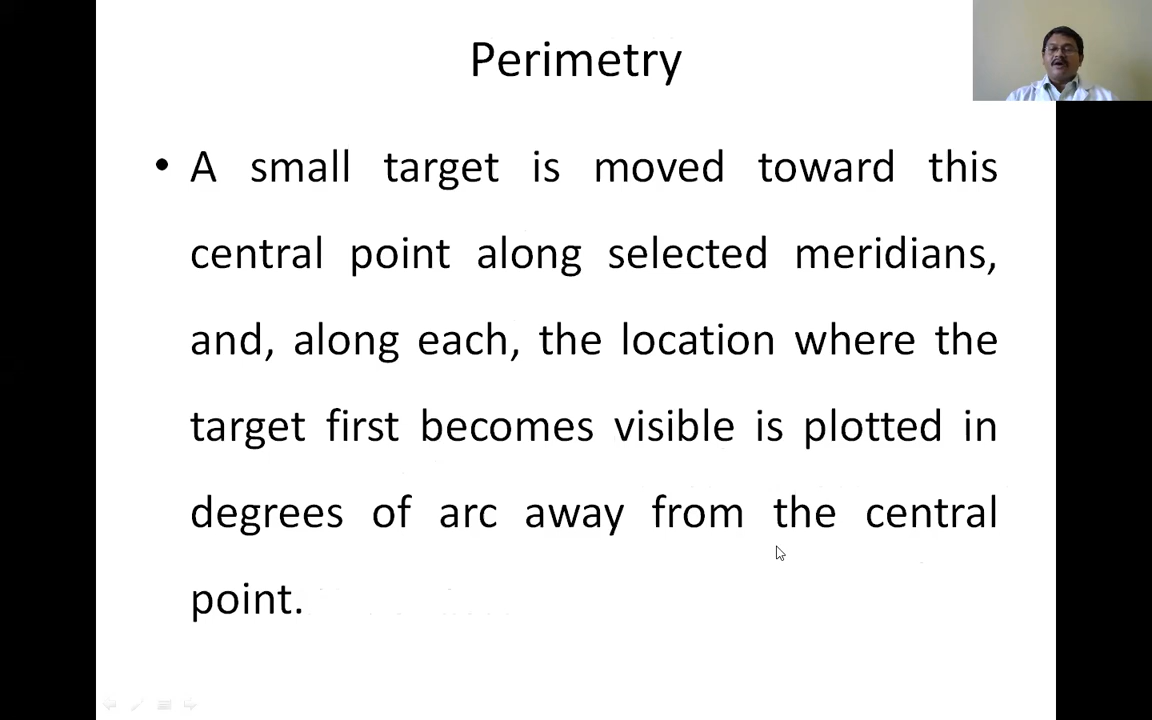 Perimetry
• A small target is moved toward this
central point along selected meridians,
and, along each, the location where the
target first becomes visible is plotted in
degrees of arc away from the central
point.